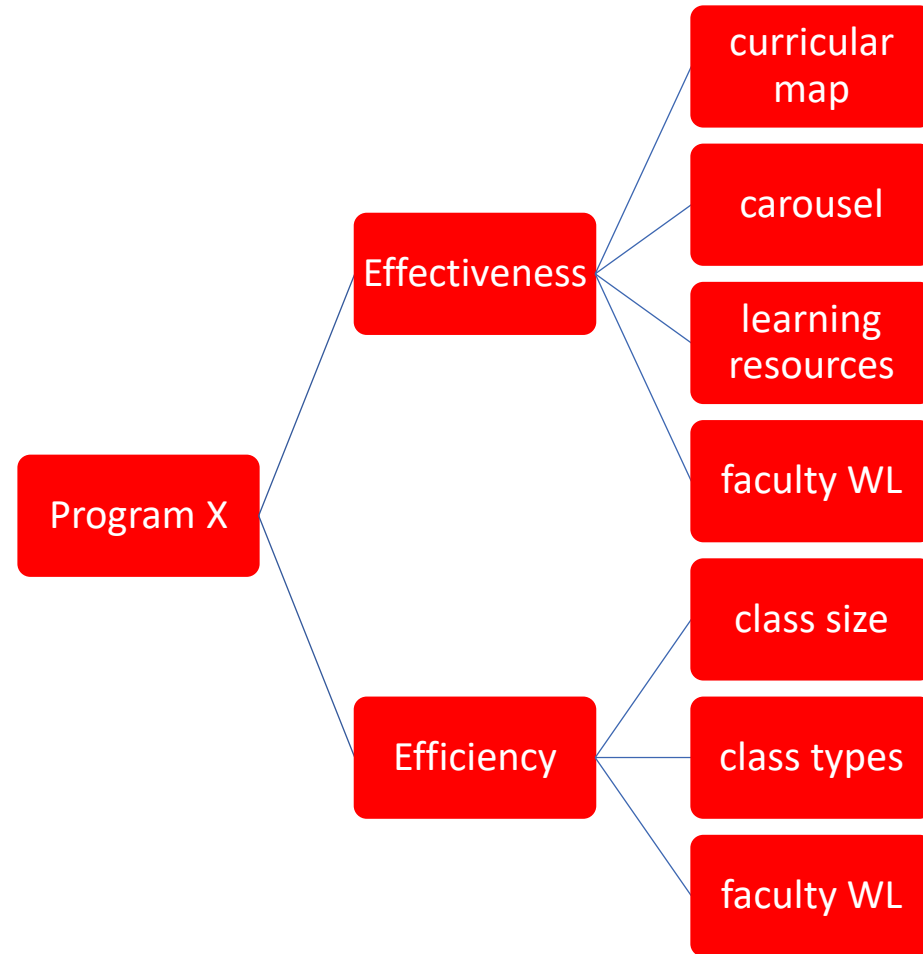 Program X
Effectiveness
curricular
map
carousel
learning
resources
faculty WL
Efficiency
class size
class types
faculty WL